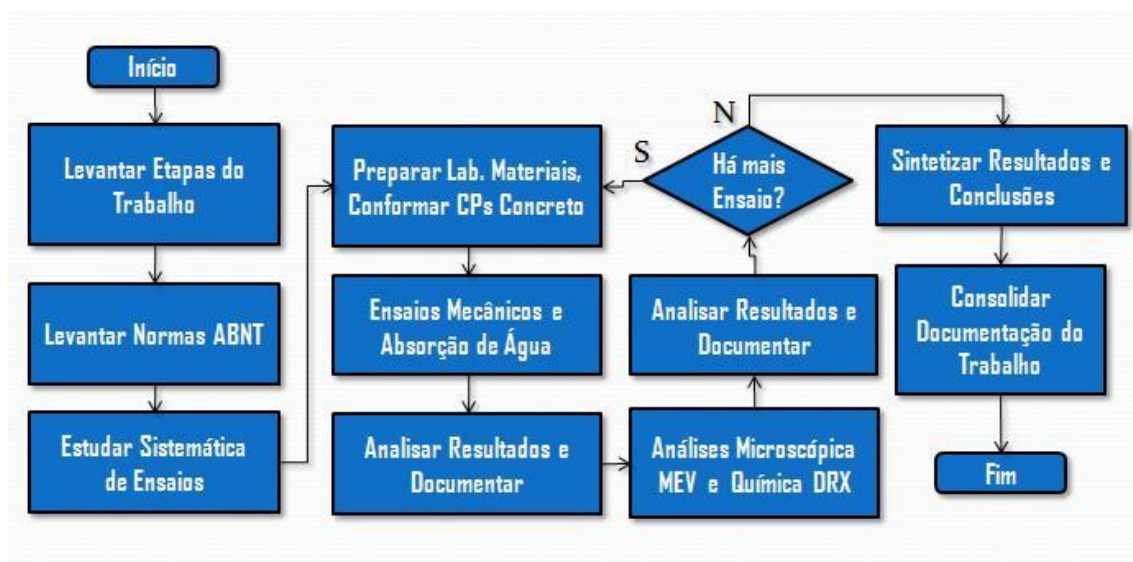 Início
Levantar Etapas do
Trabalho
Levantar Normas ABNT
Estudar Sistemática
de Ensaios
Preparar Lab. Materiais,
Conformar CPs Concreto
Ensaios Mecânicos e
Absorção de Água
Analisar Resultados e
Documentar
Análises Microscópica
MEV e Química DRX
Analisar Resultados e
Documentar
Há mais
Ensaio?
S
N
Sintetizar Resultados e
Conclusões
Consolidar
Documentação do
Trabalho
Fim